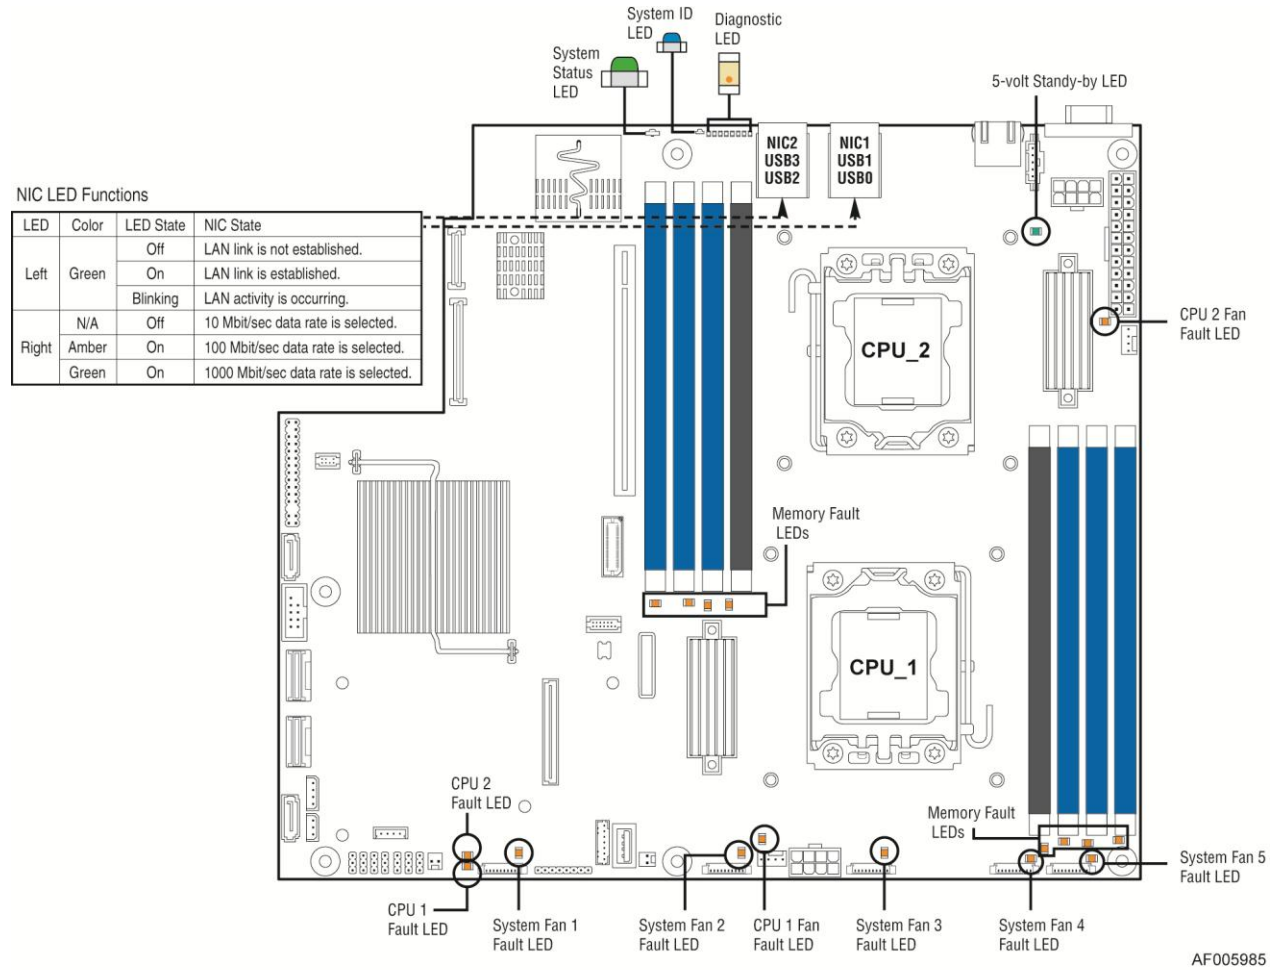 System ID
LED
Diagnostic
LED
System
Status
LED
5-volt Standy-by LED
NIC2
USB3
USB2
NIC1
USB1
USB0
NIC LED Functions
LED Color LED State NIC State
Left Green Off LAN link is not established.
On LAN link is established.
Blinking LAN activity is occurring.
Right N/A Off 10 Mbit/sec data rate is selected.
Amber On 100 Mbit/sec data rate is selected.
Green On 1000 Mbit/sec data rate is selected.
CPU 2 Fan
Fault LED
CPU_2
Memory Fault
LEDs
CPU_1
CPU 2
Fault LED
Memory Fault
LEDs
System Fan 5
Fault LED
CPU 1
Fault LED
System Fan 1
Fault LED
System Fan 2
Fault LED
CPU 1 Fan
Fault LED
System Fan 3
Fault LED
System Fan 4
Fault LED
AF005985